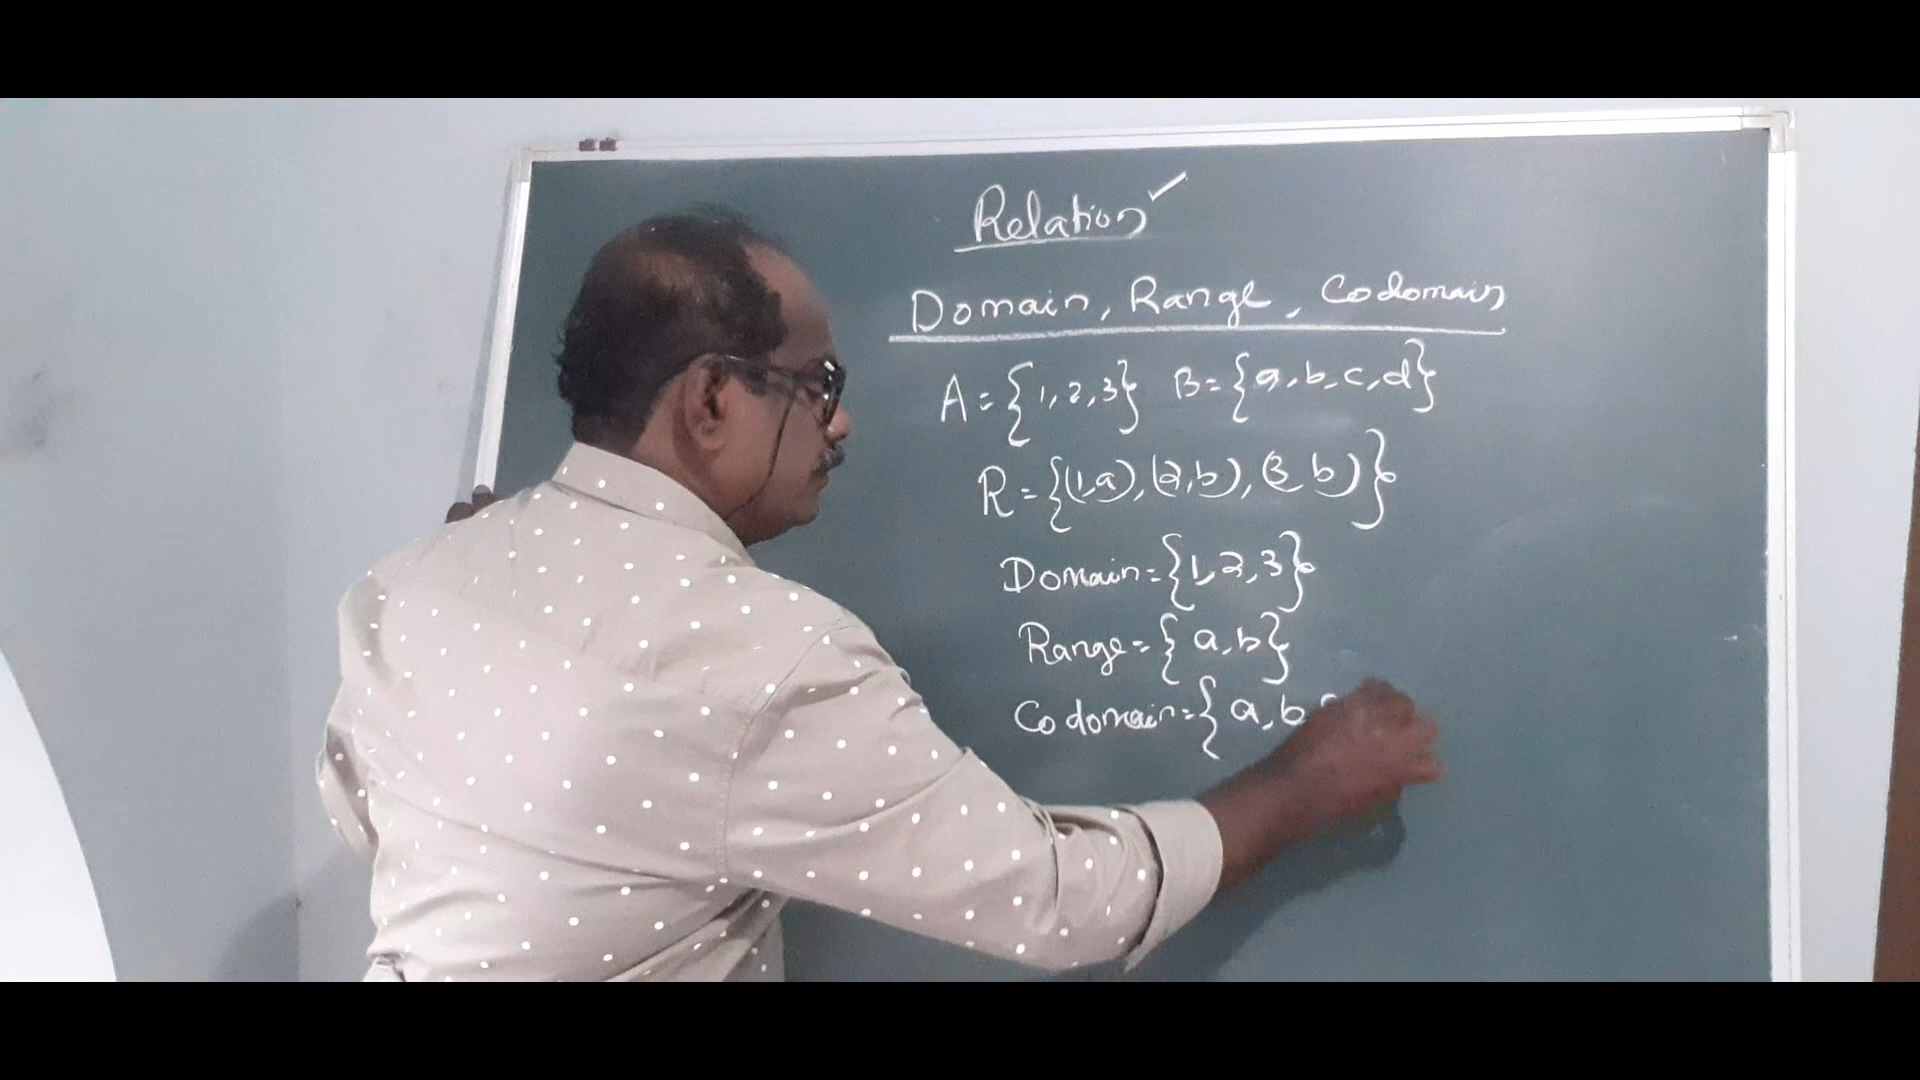 Relation ✓
Domain, Range, Codomain
A = {1, 2, 3} B = {a, b, c, d}
R = {(1,a), (2,b), (3 b)}
Domain = {1, 2, 3}
Range = {a, b}
Codomain = { a, b